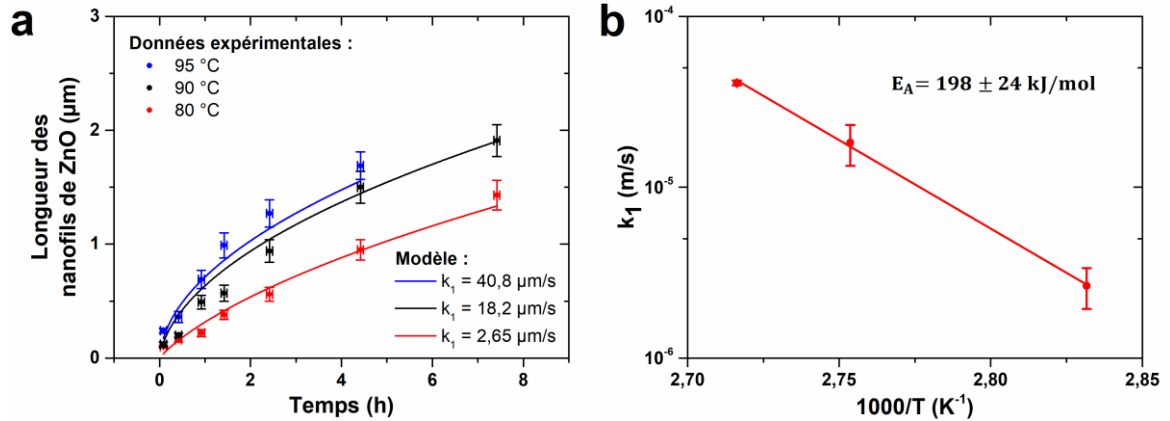 a
Longueur des
nanofils de ZnO (µm)
3
2
1
0
Données expérimentales :
95 °C
90 °C
80 °C
Modèle :
k1 = 40,8 µm/s
k1 = 18,2 µm/s
k1 = 2,65 µm/s
0 2 4 6 8
Temps (h)
b
k1 (m/s)
10-4
10-5
10-6
EA= 198 ± 24 kJ/mol
2,70 2,75 2,80 2,85
1000/T (K-1)